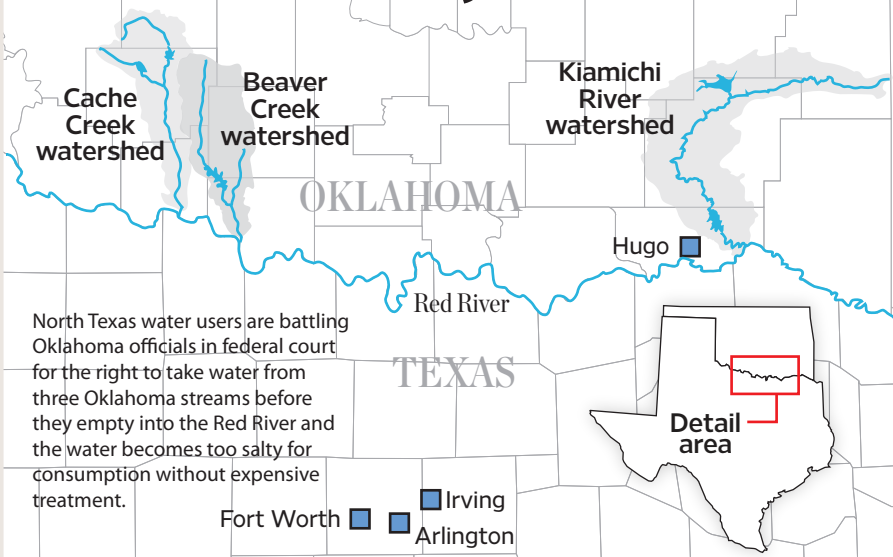 Cache
Creek
watershed
Beaver
Creek
watershed
Kiamichi
River
watershed
OKLAHOMA
Hugo
Red River
North Texas water users are battling
Oklahoma officials in federal court
for the right to take water from
three Oklahoma streams before
they empty into the Red River and
the water becomes too salty for
consumption without expensive
treatment.
TEXAS
Detail
area
Irving
Fort Worth
Arlington